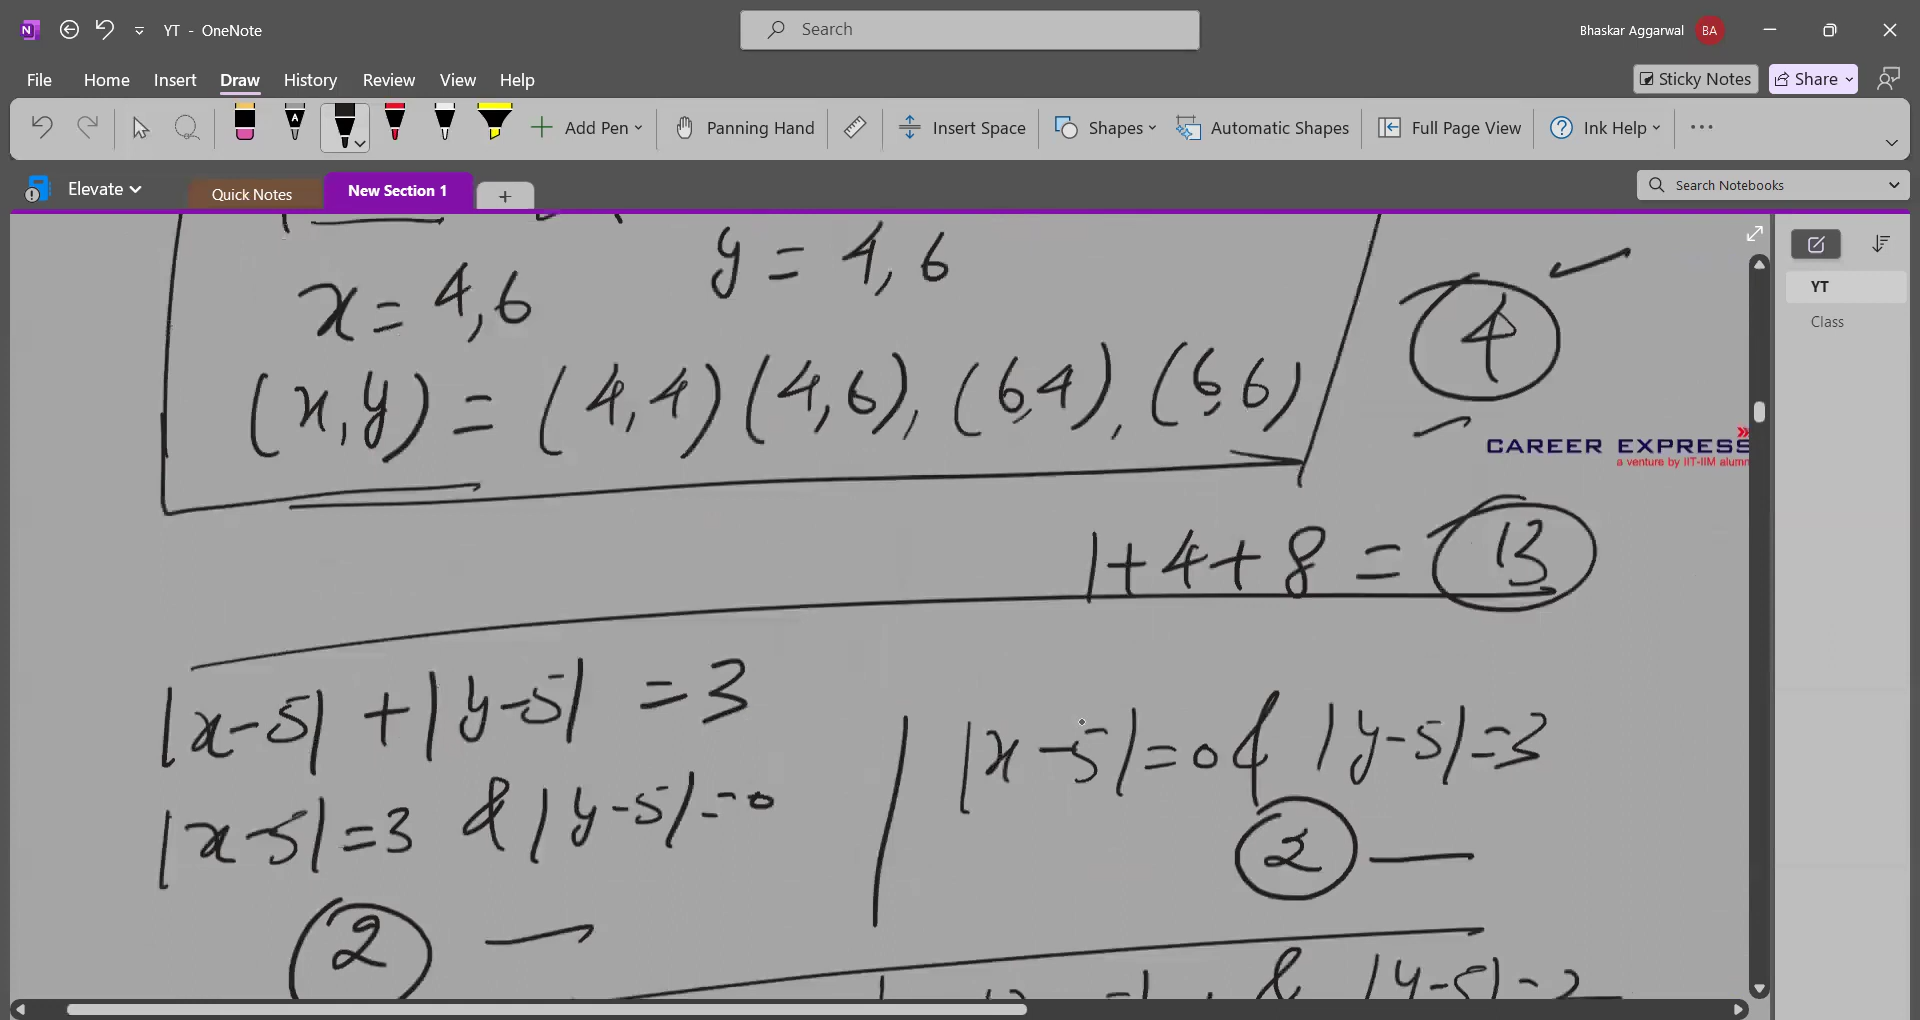 YT - OneNote
Search
Bhaskar Aggarwal BA
File Home Insert Draw History Review View Help
Sticky Notes Share
Add Pen Panning Hand Insert Space Shapes Automatic Shapes Full Page View Ink Help
Elevate Quick Notes New Section 1 +
Search Notebooks
YT
Class
y = 4, 6
x = 4, 6
4
(x, y) = (4,4) (4,6), (6,4), (6,6)
CAREER EXPRESS
a venture by IIT-IIM alumn
1+4+8 = 13
|x-5| + |y-5| = 3
|x-5|=0 & |y-5|=3
|x-5|=3 & |y-5|=0
2
2
& |y-5|=2